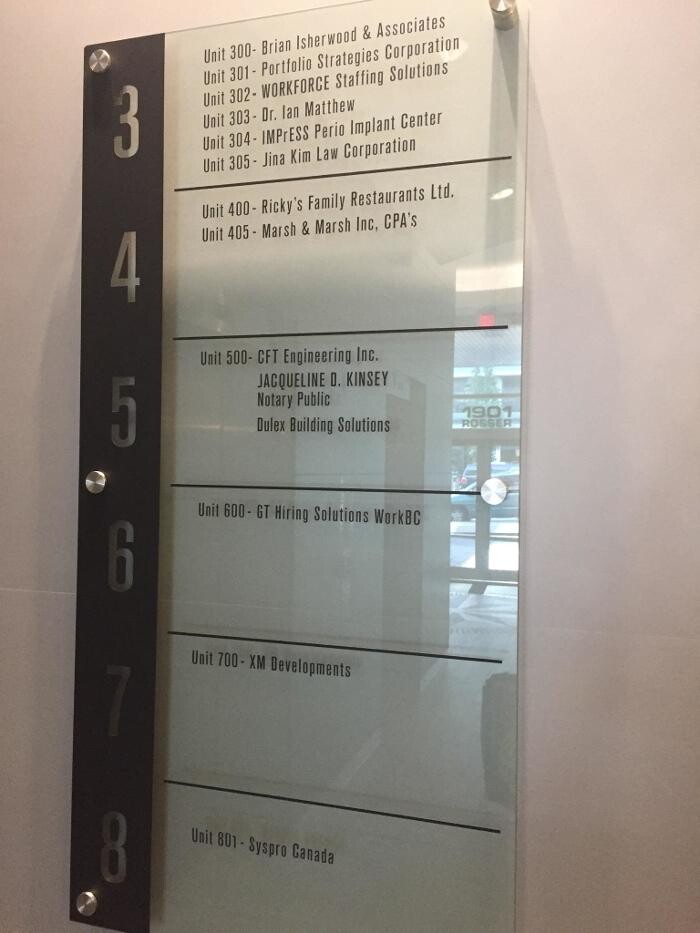 3
Unit 300- Brian Isherwood & Associates
Unit 301 - Portfolio Strategies Corporation
Unit 302- WORKFORCE Staffing Solutions
Unit 303 - Dr. Ian Matthew
Unit 304 - IMPrESS Perio Implant Center
Unit 305 - Jina Kim Law Corporation
4
Unit 400 - Ricky's Family Restaurants Ltd.
Unit 405 - Marsh & Marsh Inc, CPA's
5
Unit 500- CFT Engineering Inc.
JACQUELINE D. KINSEY
Notary Public
Dulex Building Solutions
1901
ROSSER
6
Unit 600- GT Hiring Solutions WorkBC
7
Unit 700 - XM Developments
8
Unit 801 - Syspro Canada